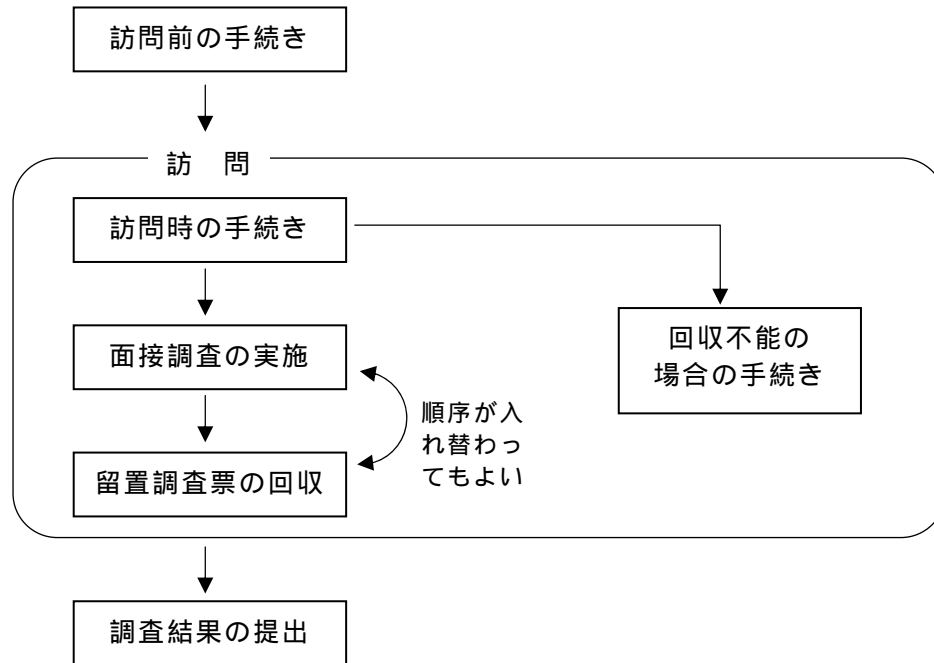 訪問前の手続き
訪　問
訪問時の手続き
面接調査の実施
回収不能の
場合の手続き
順序が入
れ替わっ
てもよい
留置調査票の回収
調査結果の提出